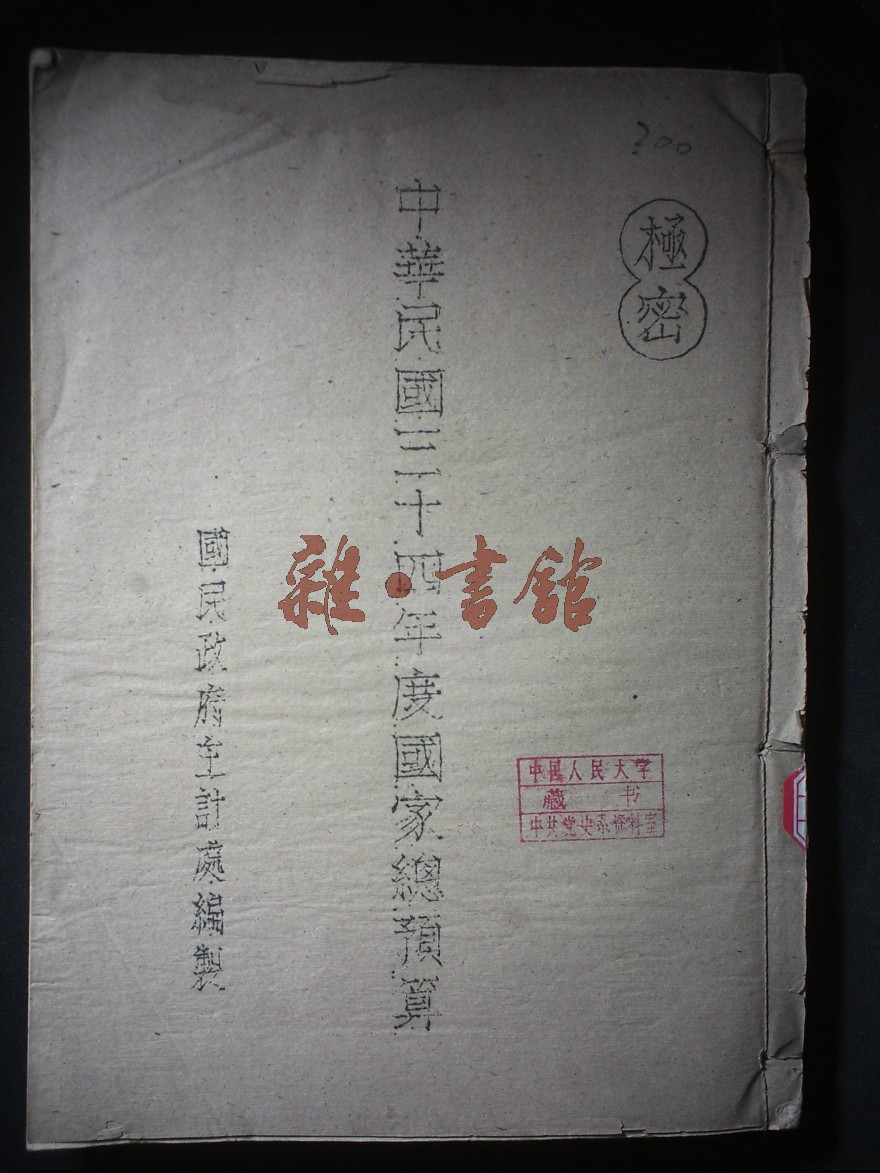 200
極密
中華民國三十四年度國家總預算
國民政府主計處編製
雜·書館
中国人民大学
藏书
中共党史系资料室